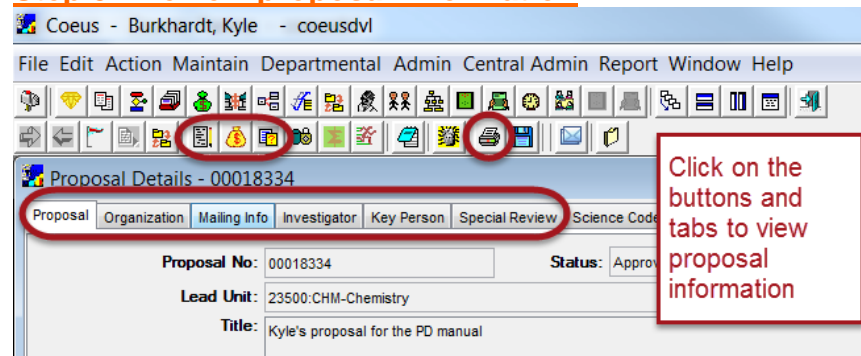 Coeus - Burkhardt, Kyle - coeusdvl
File Edit Action Maintain Departmental Admin Central Admin Report Window Help
Proposal Details - 00018334
Proposal Organization Mailing Info Investigator Key Person Special Review Science Code
Proposal No: 00018334 Status: Approv
Lead Unit: 23500:CHM-Chemistry
Title: Kyle's proposal for the PD manual
Click on the
buttons and
tabs to view
proposal
information